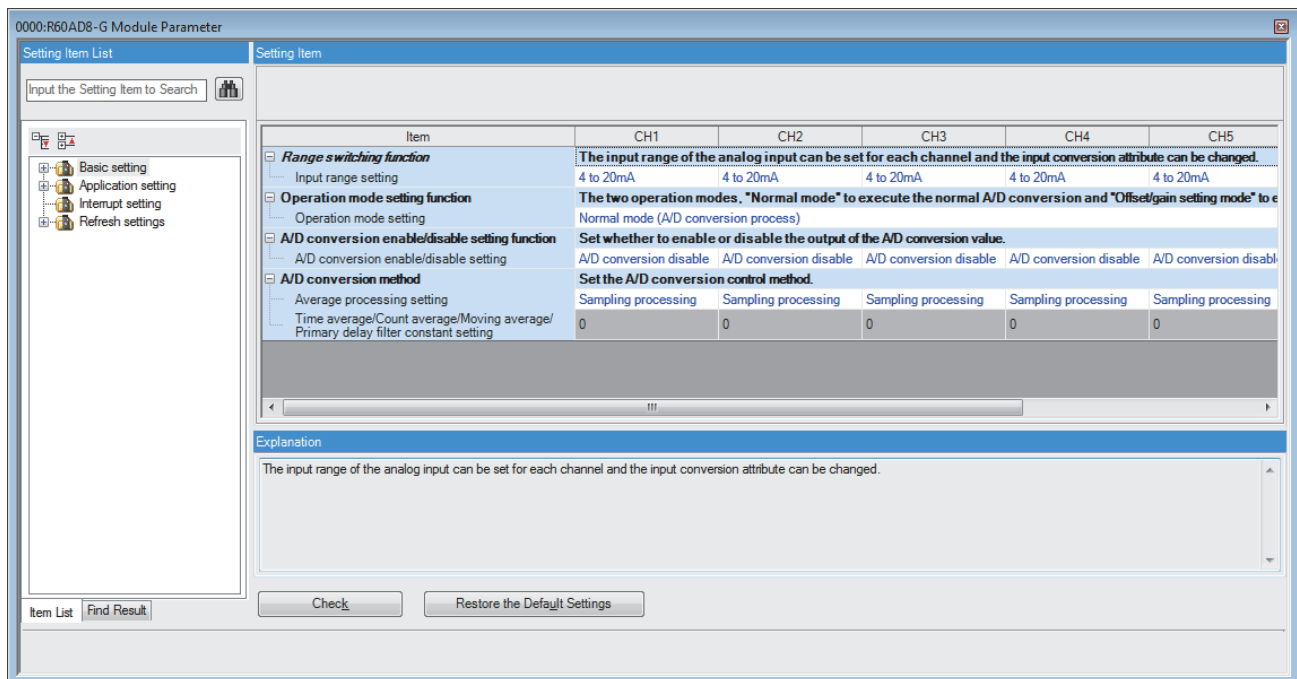 0000:R60AD8-G Module Parameter
Setting Item List
Setting Item
Input the Setting Item to Search
Basic setting
Application setting
Interrupt setting
Refresh settings
Item CH1 CH2 CH3 CH4 CH5
Range switching function The input range of the analog input can be set for each channel and the input conversion attribute can be changed.
Input range setting 4 to 20mA 4 to 20mA 4 to 20mA 4 to 20mA 4 to 20mA
Operation mode setting function The two operation modes, "Normal mode" to execute the normal A/D conversion and "Offset/gain setting mode" to e
Operation mode setting Normal mode (A/D conversion process)
A/D conversion enable/disable setting function Set whether to enable or disable the output of the A/D conversion value.
A/D conversion enable/disable setting A/D conversion disable A/D conversion disable A/D conversion disable A/D conversion disable A/D conversion disabl
A/D conversion method Set the A/D conversion control method.
Average processing setting Sampling processing Sampling processing Sampling processing Sampling processing Sampling processing
Time average/Count average/Moving average/
Primary delay filter constant setting 0 0 0 0 0
Explanation
The input range of the analog input can be set for each channel and the input conversion attribute can be changed.
Item List Find Result
Check Restore the Default Settings